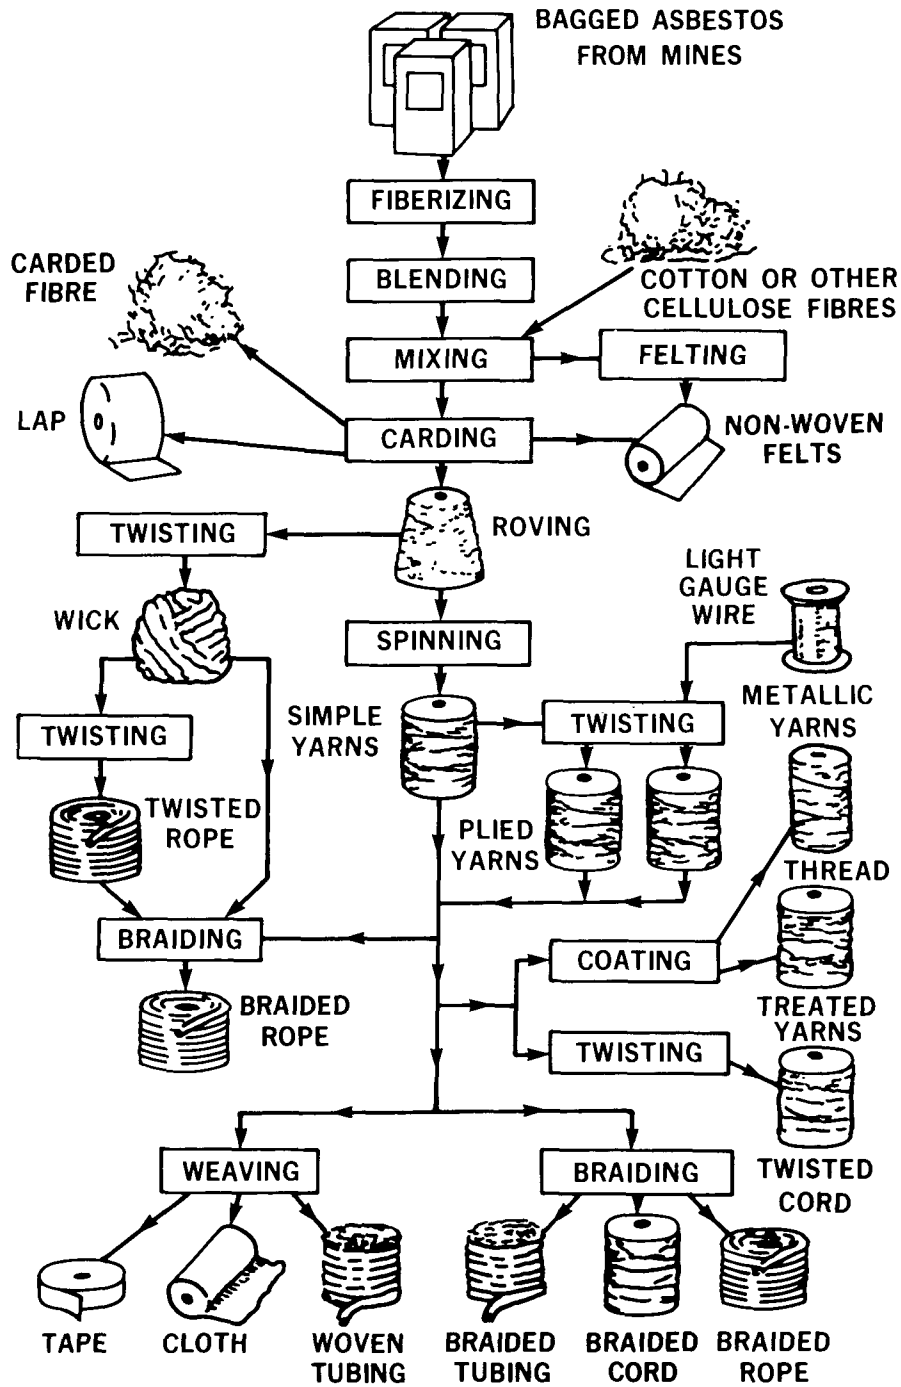 BAGGED ASBESTOS
FROM MINES
FIBERIZING
BLENDING
CARDED
FIBRE
COTTON OR OTHER
CELLULOSE FIBRES
MIXING
FELTING
LAP
CARDING
NON-WOVEN
FELTS
TWISTING
ROVING
LIGHT
GAUGE
WIRE
WICK
SPINNING
METALLIC
YARNS
SIMPLE
YARNS
TWISTING
TWISTING
TWISTED
ROPE
PLIED
YARNS
THREAD
BRAIDING
COATING
BRAIDED
ROPE
TREATED
YARNS
TWISTING
WEAVING
BRAIDING
TWISTED
CORD
TAPE
CLOTH
WOVEN
TUBING
BRAIDED
TUBING
BRAIDED
CORD
BRAIDED
ROPE